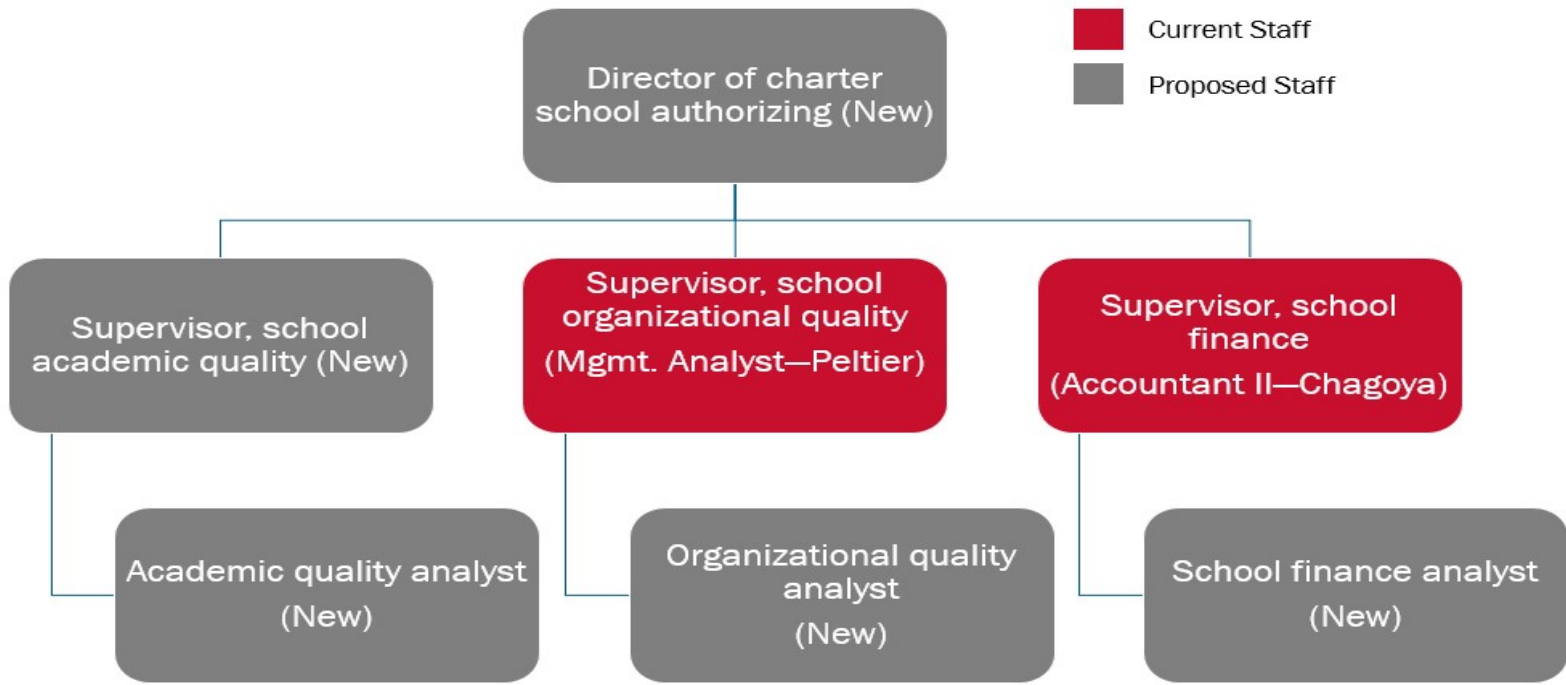 Current Staff
Proposed Staff
Director of charter
school authorizing (New)
Supervisor, school
academic quality (New)
Supervisor, school
organizational quality
(Mgmt. Analyst—Peltier)
Supervisor, school
finance
(Accountant II—Chagoya)
Academic quality analyst
(New)
Organizational quality
analyst
(New)
School finance analyst
(New)